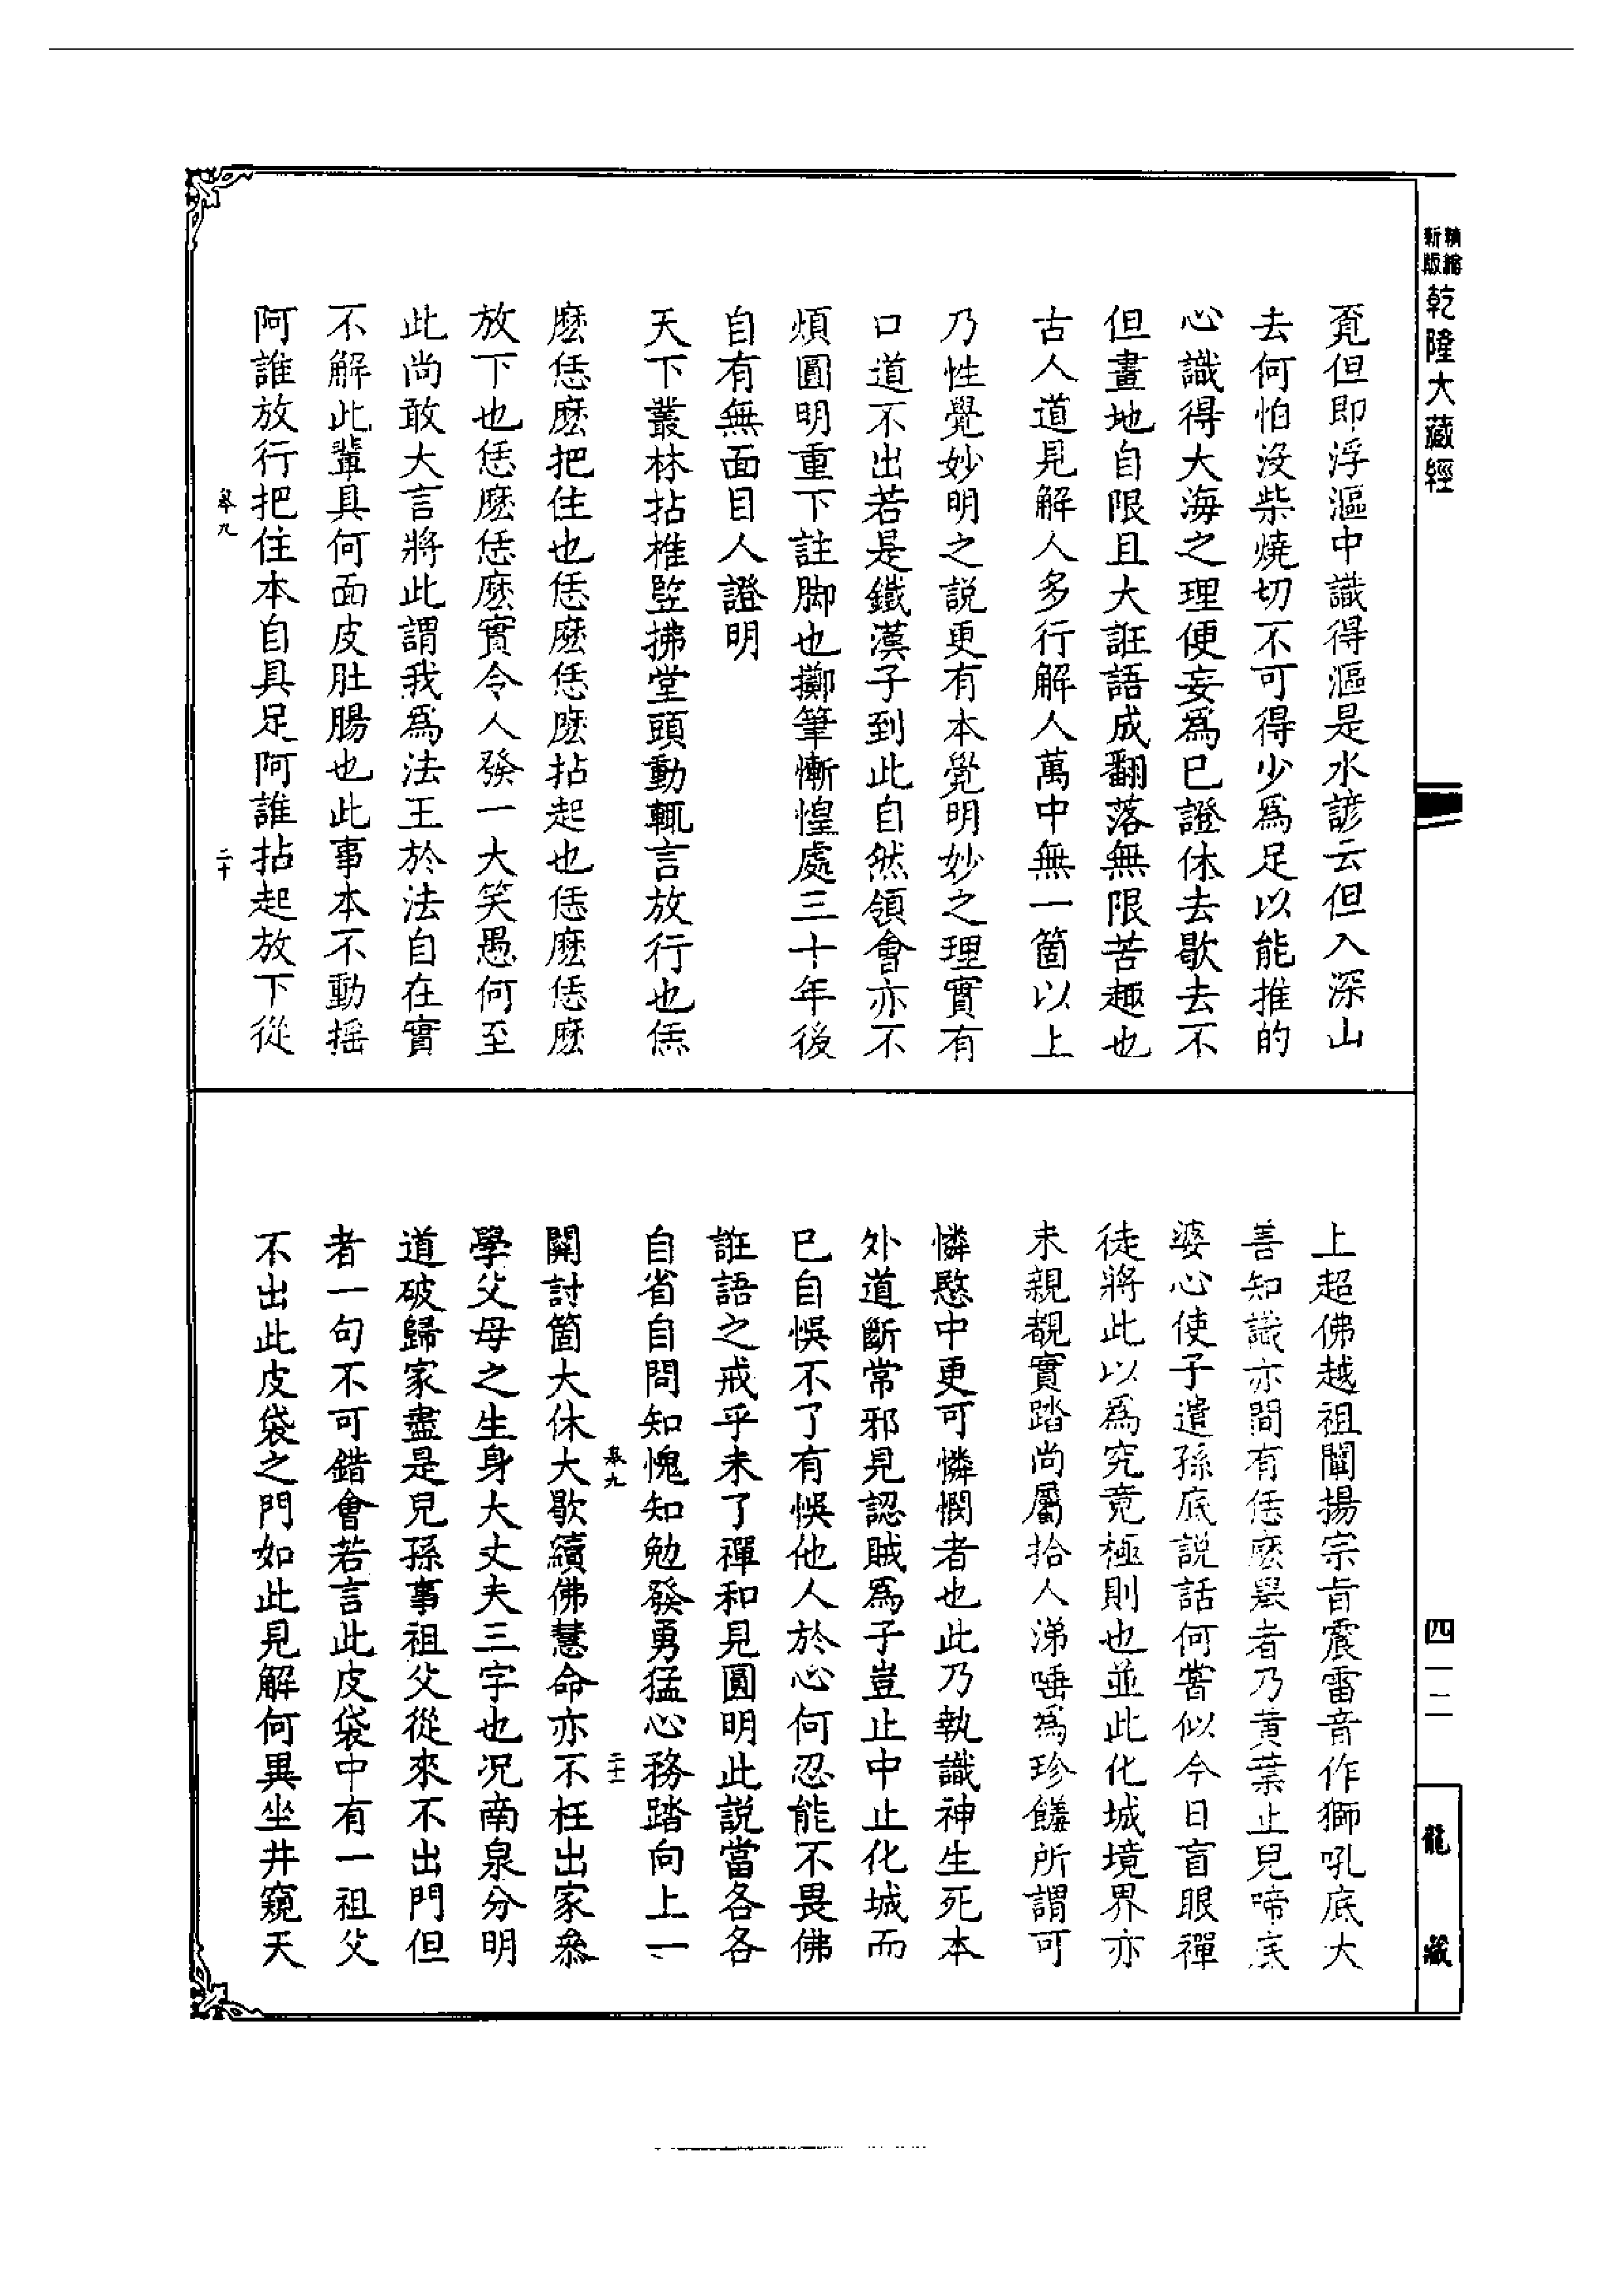 精縮
新版
乾隆大藏經
四一二
龍藏
覔但即浮漚中識得漚是水諺云但入深山
去何怕沒柴燒切不可得少爲足以能推的
心識得大海之理便妄爲已證休去歇去不
但畫地自限且大誑語成翻落無限苦趣也
古人道見解人多行解人萬中無一箇以上
乃性覺妙明之説更有本覺明妙之理實有
口道不出若是鐵漢子到此自然領會亦不
煩圓明重下註脚也擲筆慚惶處三十年後
自有無面目人證明
天下叢林拈椎竪拂堂頭動輒言放行也恁
麽恁麽把住也恁麽恁麽拈起也恁麽恁麽
放下也恁麽恁麽實令人發一大笑愚何至
此尚敢大言將此謂我爲法王於法自在實
不解此輩具何面皮肚腸也此事本不動摇
阿誰放行把住本自具足阿誰拈起放下從
九
二十
上超佛越祖闡揚宗旨震雷音作獅吼底大
善知識亦間有恁麽舉者乃黄葉止兒啼底
婆心使子遣孫底説話何嘗似今日盲眼禪
徒將此以爲究竟極則也並此化城境界亦
未親覩實踏尚屬拾人涕唾爲珍饈所謂可
憐愍中更可憐憫者也此乃執識神生死本
外道斷常邪見認賊爲子豈止中止化城而
已自悞不了有悞他人於心何忍能不畏佛
誑語之戒乎未了禪和見圓明此説當各各
自省自問知愧知勉發勇猛心務踏向上一
九
二十一
關討箇大休大歇續佛慧命亦不枉出家叅
學父母之生身大丈夫三字也况南泉分明
道破歸家盡是兒孫事祖父從來不出門但
者一句不可錯會若言此皮袋中有一祖父
不出此皮袋之門如此見解何異坐井窺天